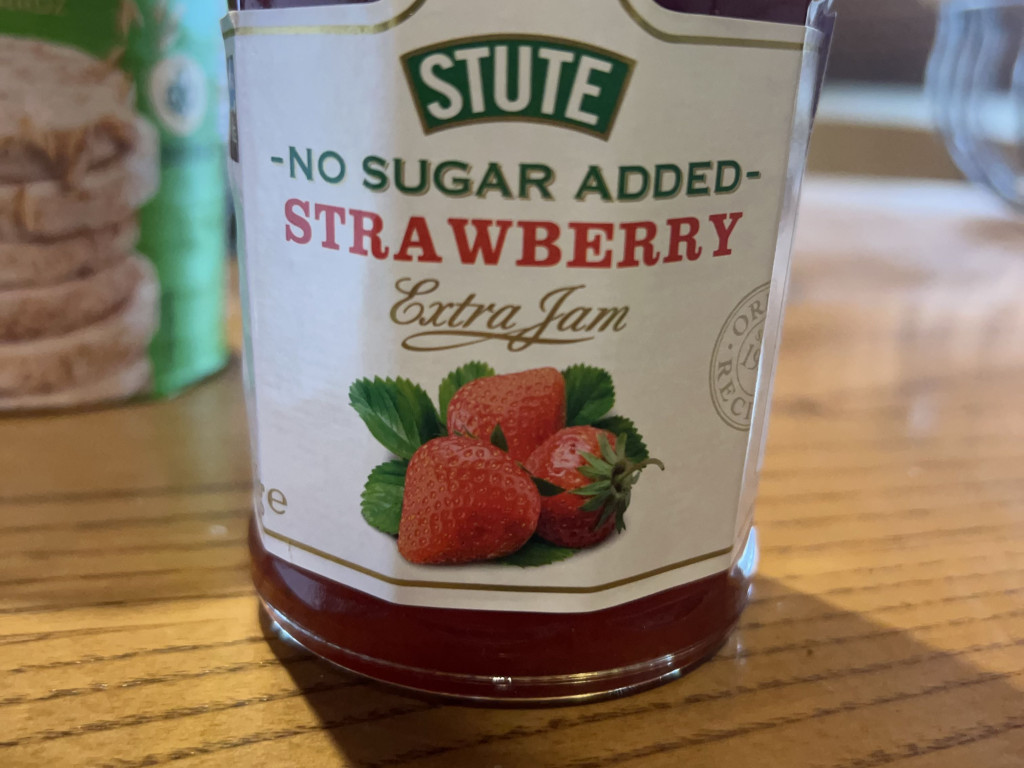 STUTE
-NO SUGAR ADDED-
STRAWBERRY
Extra Jam
e